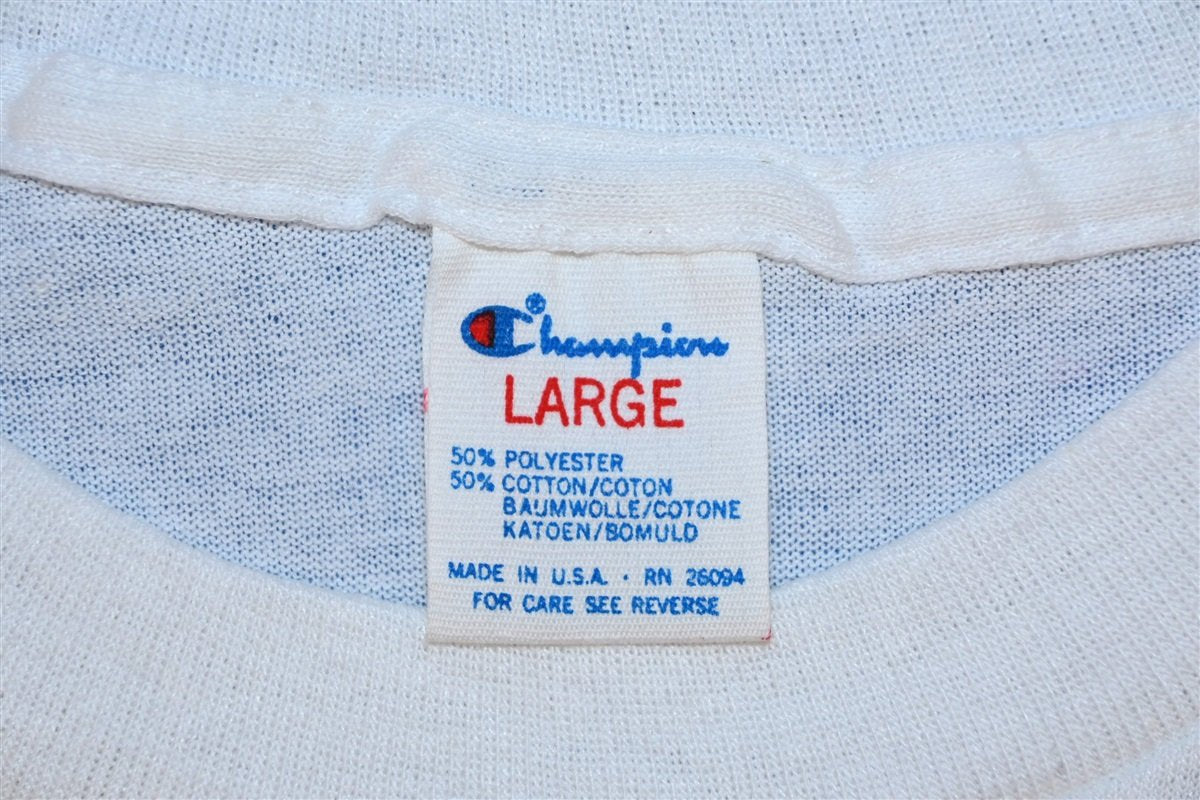 Champion®
LARGE
50% POLYESTER
50% COTTON/COTON
BAUMWOLLE/COTONE
KATOEN/BOMULD
MADE IN U.S.A. · RN 26094
FOR CARE SEE REVERSE